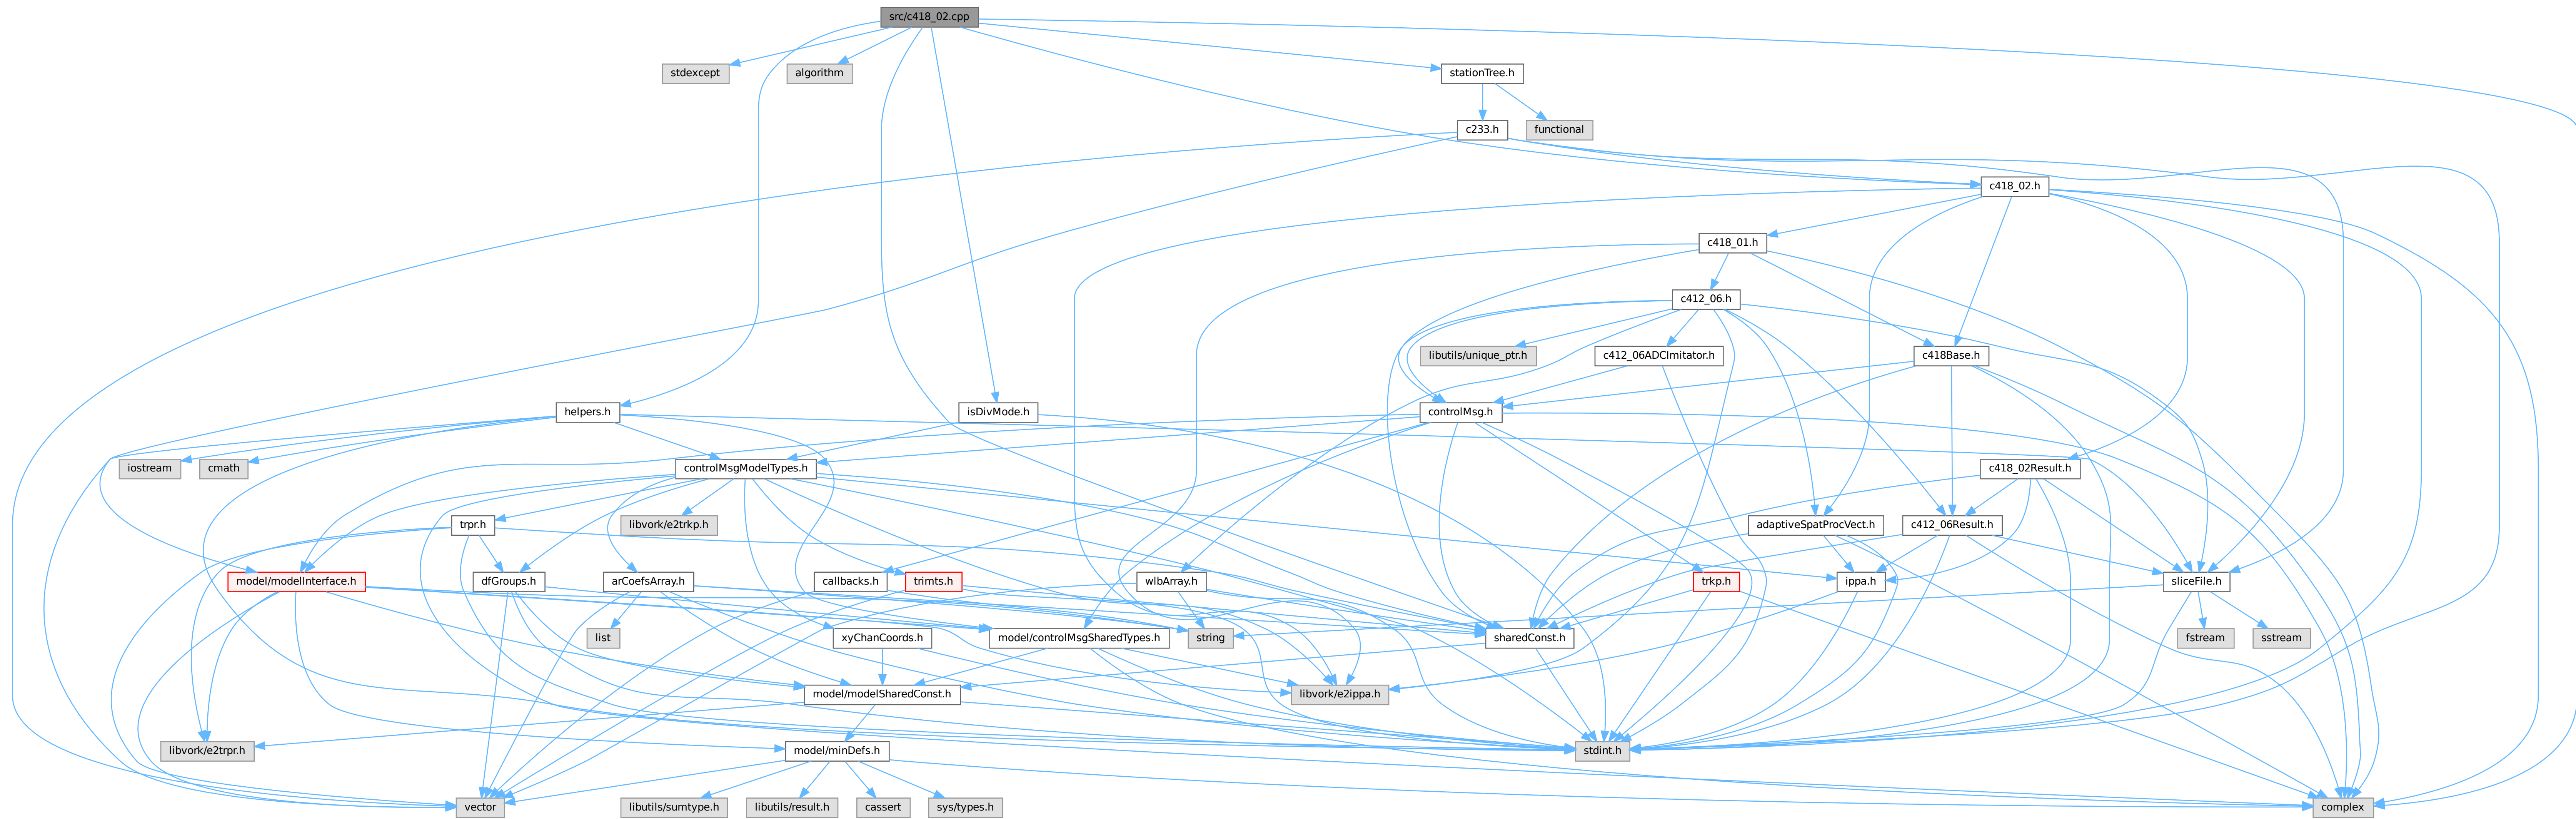 src/c418_02.cpp
stdexcept
algorithm
stationTree.h
c233.h
functional
c418_02.h
c418_01.h
c412_06.h
libutils/unique_ptr.h
c412_06ADCImitator.h
c418Base.h
helpers.h
isDivMode.h
controlMsg.h
iostream
cmath
controlMsgModelTypes.h
c418_02Result.h
trpr.h
libvork/e2trkp.h
adaptiveSpatProcVect.h
c412_06Result.h
model/modelInterface.h
dfGroups.h
arCoefsArray.h
callbacks.h
trimts.h
wlbArray.h
trkp.h
ippa.h
sliceFile.h
list
xyChanCoords.h
model/controlMsgSharedTypes.h
string
sharedConst.h
fstream
sstream
model/modelSharedConst.h
libvork/e2ippa.h
libvork/e2trpr.h
model/minDefs.h
stdint.h
vector
libutils/sumtype.h
libutils/result.h
cassert
sys/types.h
complex